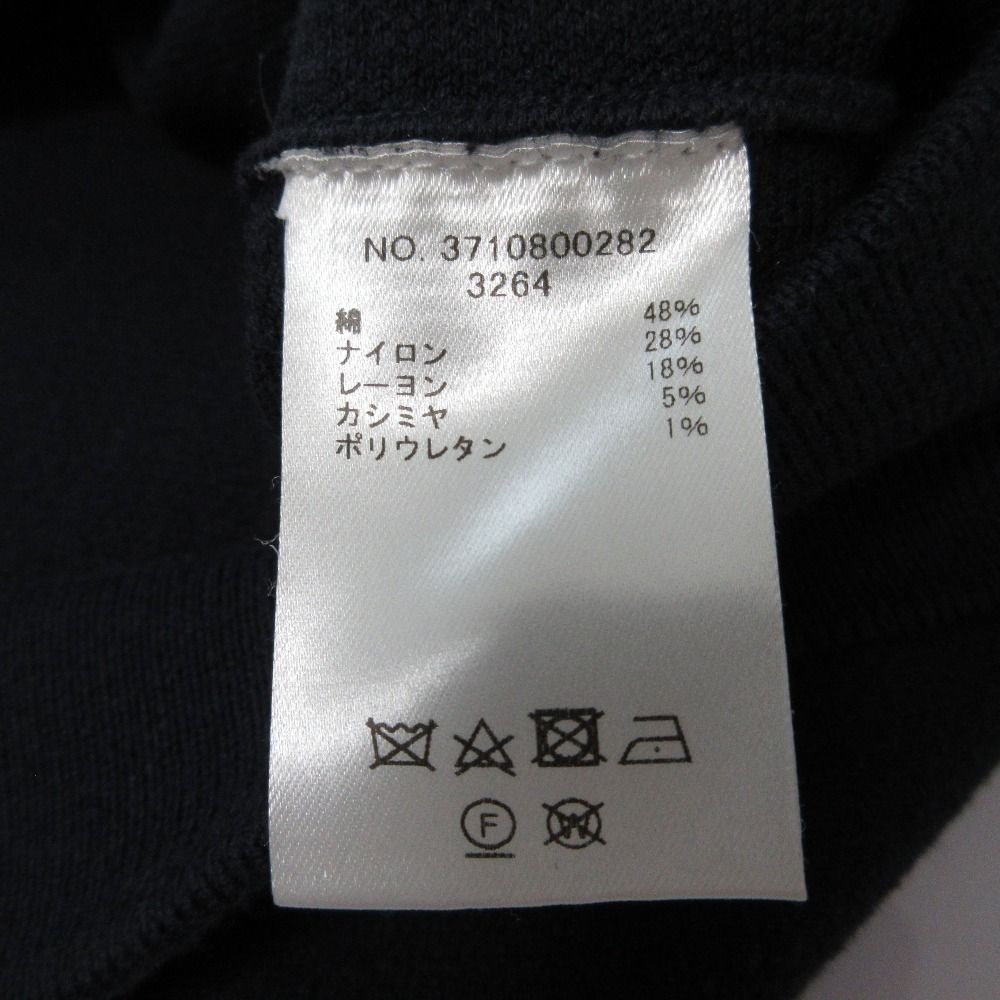 NO. 3710800282
3264
綿 48%
ナイロン 28%
レーヨン 18%
カシミヤ 5%
ポリウレタン 1%
F W